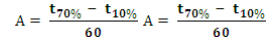 A = t70% − t10% / 60 A = t70% − t10% / 60